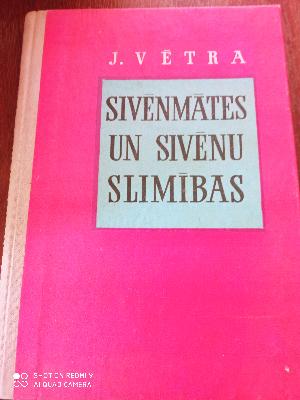 J. VĒTRA
SIVĒNMĀTES
UN SIVĒNU
SLIMĪBAS
SHOT ON REDMI 9
AI QUAD CAMERA